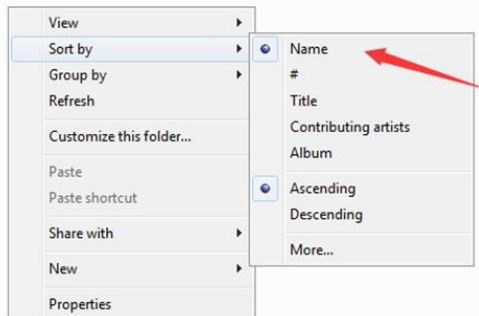 View
Sort by
Group by
Refresh
Customize this folder...
Paste
Paste shortcut
Share with
New
Properties
Name
#
Title
Contributing artists
Album
Ascending
Descending
More...